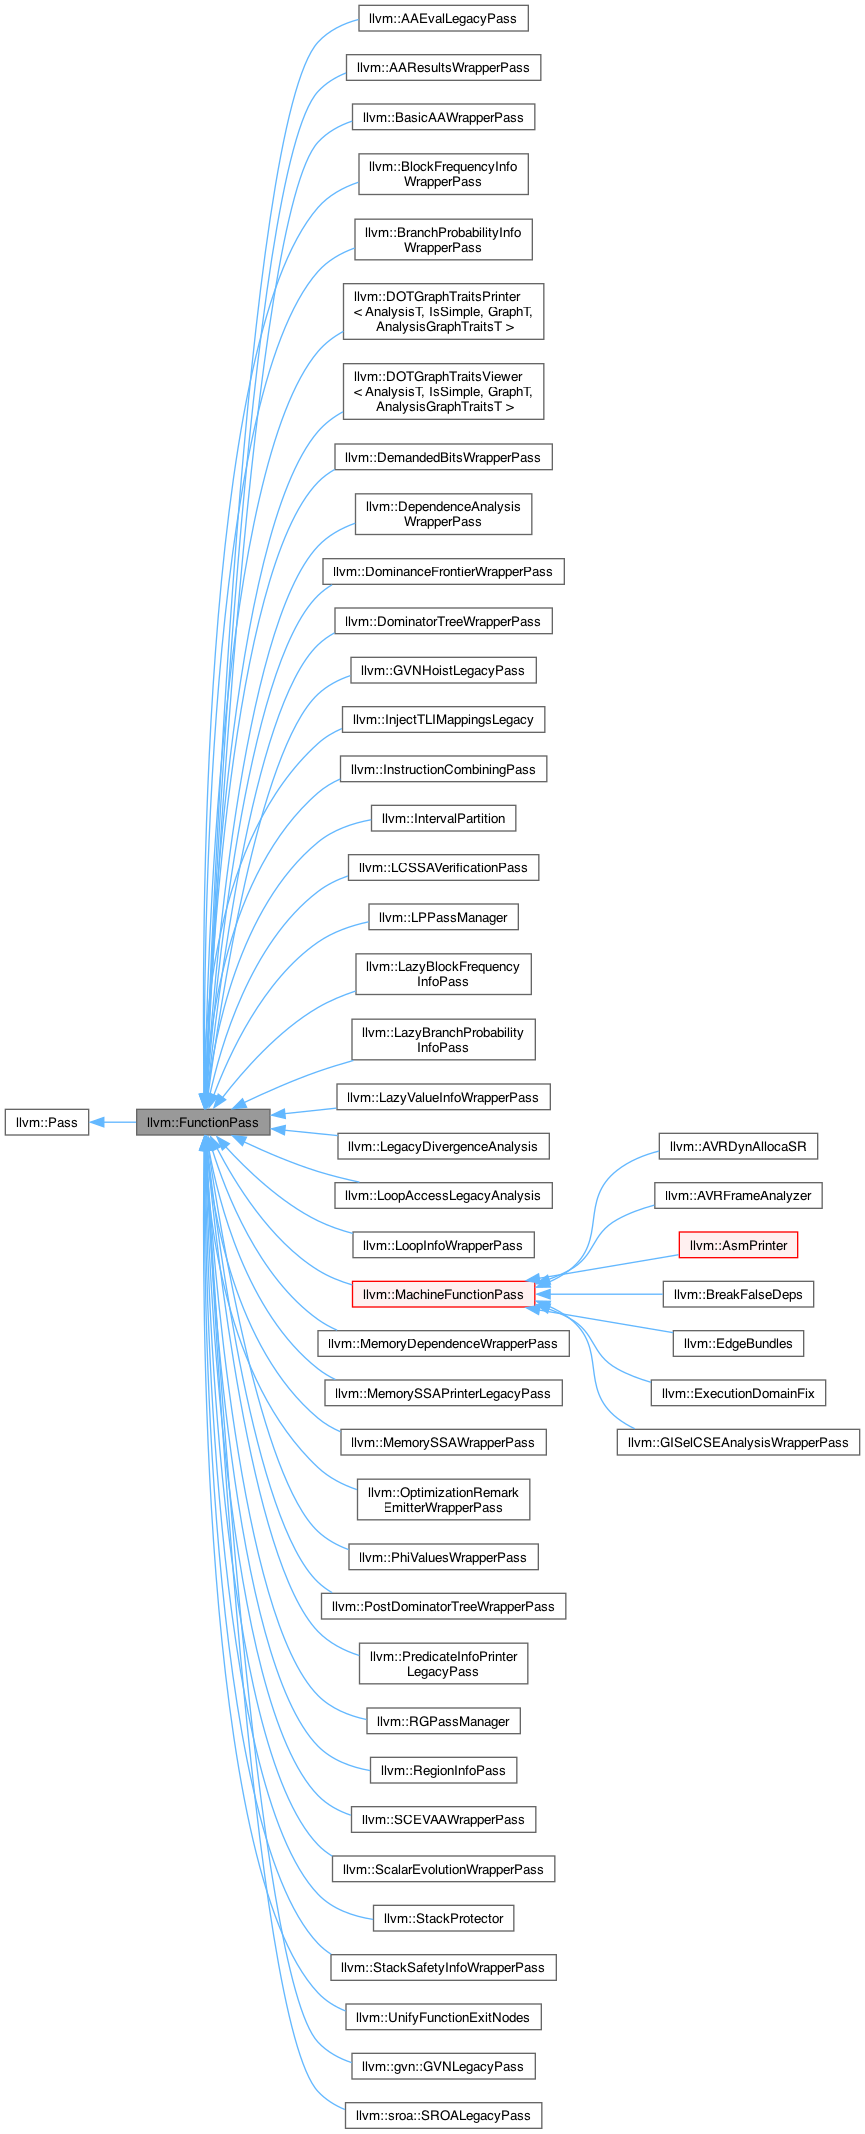 llvm::AAEvalLegacyPass
llvm::AAResultsWrapperPass
llvm::BasicAAWrapperPass
llvm::BlockFrequencyInfo
WrapperPass
llvm::BranchProbabilityInfo
WrapperPass
llvm::DOTGraphTraitsPrinter
< AnalysisT, IsSimple, GraphT,
AnalysisGraphTraitsT >
llvm::DOTGraphTraitsViewer
< AnalysisT, IsSimple, GraphT,
AnalysisGraphTraitsT >
llvm::DemandedBitsWrapperPass
llvm::DependenceAnalysis
WrapperPass
llvm::DominanceFrontierWrapperPass
llvm::DominatorTreeWrapperPass
llvm::GVNHoistLegacyPass
llvm::InjectTLIMappingsLegacy
llvm::InstructionCombiningPass
llvm::IntervalPartition
llvm::LCSSAVerificationPass
llvm::LPPassManager
llvm::LazyBlockFrequency
InfoPass
llvm::LazyBranchProbability
InfoPass
llvm::LazyValueInfoWrapperPass
llvm::Pass
llvm::FunctionPass
llvm::LegacyDivergenceAnalysis
llvm::LoopAccessLegacyAnalysis
llvm::LoopInfoWrapperPass
llvm::MachineFunctionPass
llvm::AVRDynAllocaSR
llvm::AVRFrameAnalyzer
llvm::AsmPrinter
llvm::BreakFalseDeps
llvm::EdgeBundles
llvm::ExecutionDomainFix
llvm::GISelCSEAnalysisWrapperPass
llvm::MemoryDependenceWrapperPass
llvm::MemorySSAPrinterLegacyPass
llvm::MemorySSAWrapperPass
llvm::OptimizationRemark
EmitterWrapperPass
llvm::PhiValuesWrapperPass
llvm::PostDominatorTreeWrapperPass
llvm::PredicateInfoPrinter
LegacyPass
llvm::RGPassManager
llvm::RegionInfoPass
llvm::SCEVAAWrapperPass
llvm::ScalarEvolutionWrapperPass
llvm::StackProtector
llvm::StackSafetyInfoWrapperPass
llvm::UnifyFunctionExitNodes
llvm::gvn::GVNLegacyPass
llvm::sroa::SROALegacyPass